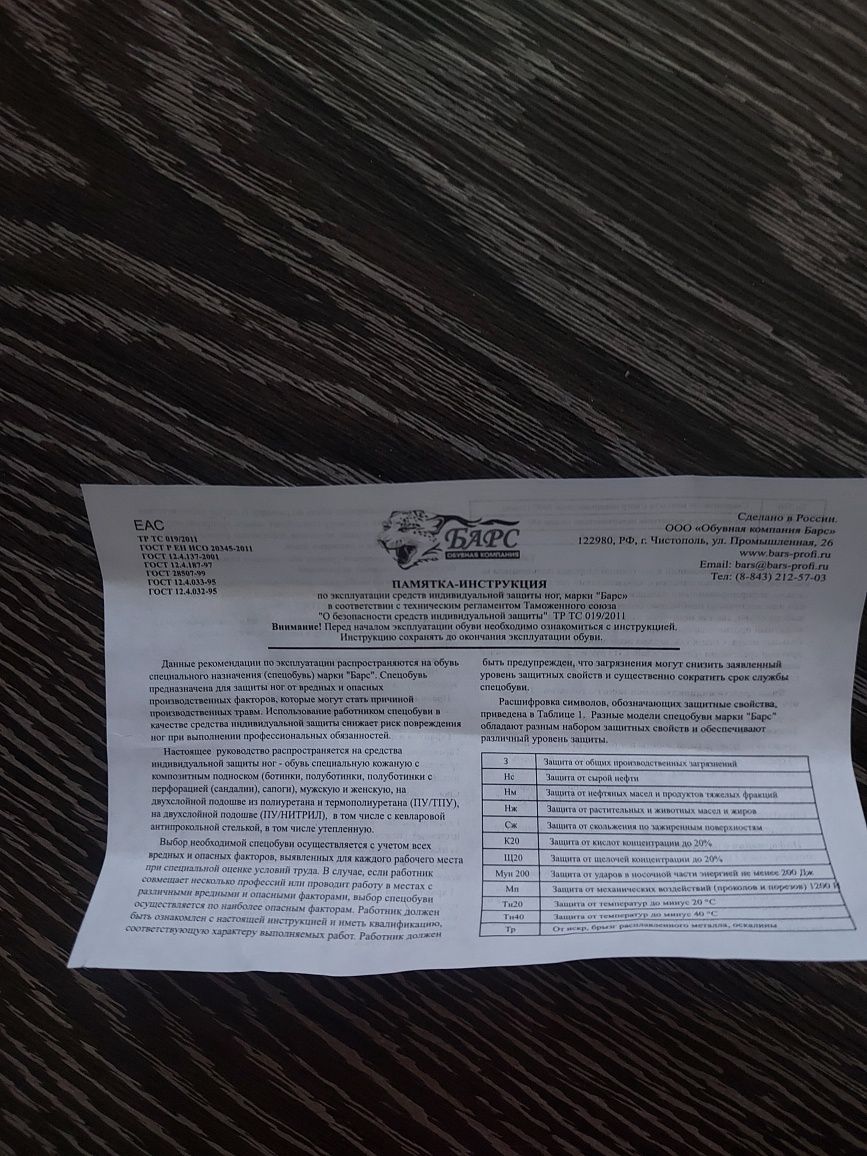 EAC
ТР ТС 019/2011
ГОСТ Р ЕН ИСО 20345-2011
ГОСТ 12.4.137-2001
ГОСТ 12.4.187-97
ГОСТ 28507-99
ГОСТ 12.4.033-95
ГОСТ 12.4.032-95
БАРС
ОБУВНАЯ КОМПАНИЯ
Сделано в России.
ООО «Обувная компания Барс»
122980, РФ, г. Чистополь, ул. Промышленная, 26
www.bars-profi.ru
Email: bars@bars-profi.ru
Тел: (8-843) 212-57-03
ПАМЯТКА-ИНСТРУКЦИЯ
по эксплуатации средств индивидуальной защиты ног, марки "Барс»
в соответствии с техническим регламентом Таможенного союза
"О безопасности средств индивидуальной защиты" ТР ТС 019/2011
Внимание! Перед началом эксплуатации обуви необходимо ознакомиться с инструкцией.
Инструкцию сохранять до окончания эксплуатации обуви.
Данные рекомендации по эксплуатации распространяются на обувь
специального назначения (спецобувь) марки "Барс". Спецобувь
предназначена для защиты ног от вредных и опасных
производственных факторов, которые могут стать причиной
производственных травм. Использование работником спецобуви в
качестве средства индивидуальной защиты снижает риск повреждения
ног при выполнении профессиональных обязанностей.
Настоящее руководство распространяется на средства
индивидуальной защиты ног - обувь специальную кожаную с
композитным подноском (ботинки, полуботинки, полуботинки с
перфорацией (сандалии), сапоги), мужскую и женскую, на
двухслойной подошве из полиуретана и термополиуретана (ПУ/ТПУ),
на двухслойной подошве (ПУ/НИТРИЛ), в том числе с кевларовой
антипрокольной стелькой, в том числе утепленную.
Выбор необходимой спецобуви осуществляется с учетом всех
вредных и опасных факторов, выявленных для каждого рабочего места
при специальной оценке условий труда. В случае, если работник
совмещает несколько профессий или проводит работу в местах с
различными вредными и опасными факторами, выбор спецобуви
осуществляется по наиболее опасным факторам. Работник должен
быть ознакомлен с настоящей инструкцией и иметь квалификацию,
соответствующую характеру выполняемых работ. Работник должен
быть предупрежден, что загрязнения могут снизить заявленный
уровень защитных свойств и существенно сократить срок службы
спецобуви.
Расшифровка символов, обозначающих защитные свойства,
приведена в Таблице 1. Разные модели спецобуви марки "Барс"
обладают разным набором защитных свойств и обеспечивают
различный уровень защиты.
З Защита от общих производственных загрязнений
Нс Защита от сырой нефти
Нм Защита от нефтяных масел и продуктов тяжелых фракций
Нж Защита от растительных и животных масел и жиров
Сж Защита от скольжения по зажиренным поверхностям
К20 Защита от кислот концентрации до 20%
Щ20 Защита от щелочей концентрации до 20%
Мун 200 Защита от ударов в носочной части энергией не менее 200 Дж
Мп Защита от механических воздействий (проколов и порезов) 1200
Тн20 Защита от температур до минус 20 °С
Тн40 Защита от температур до минус 40 °С
Тр От искр, брызг расплавленного металла, оскалины